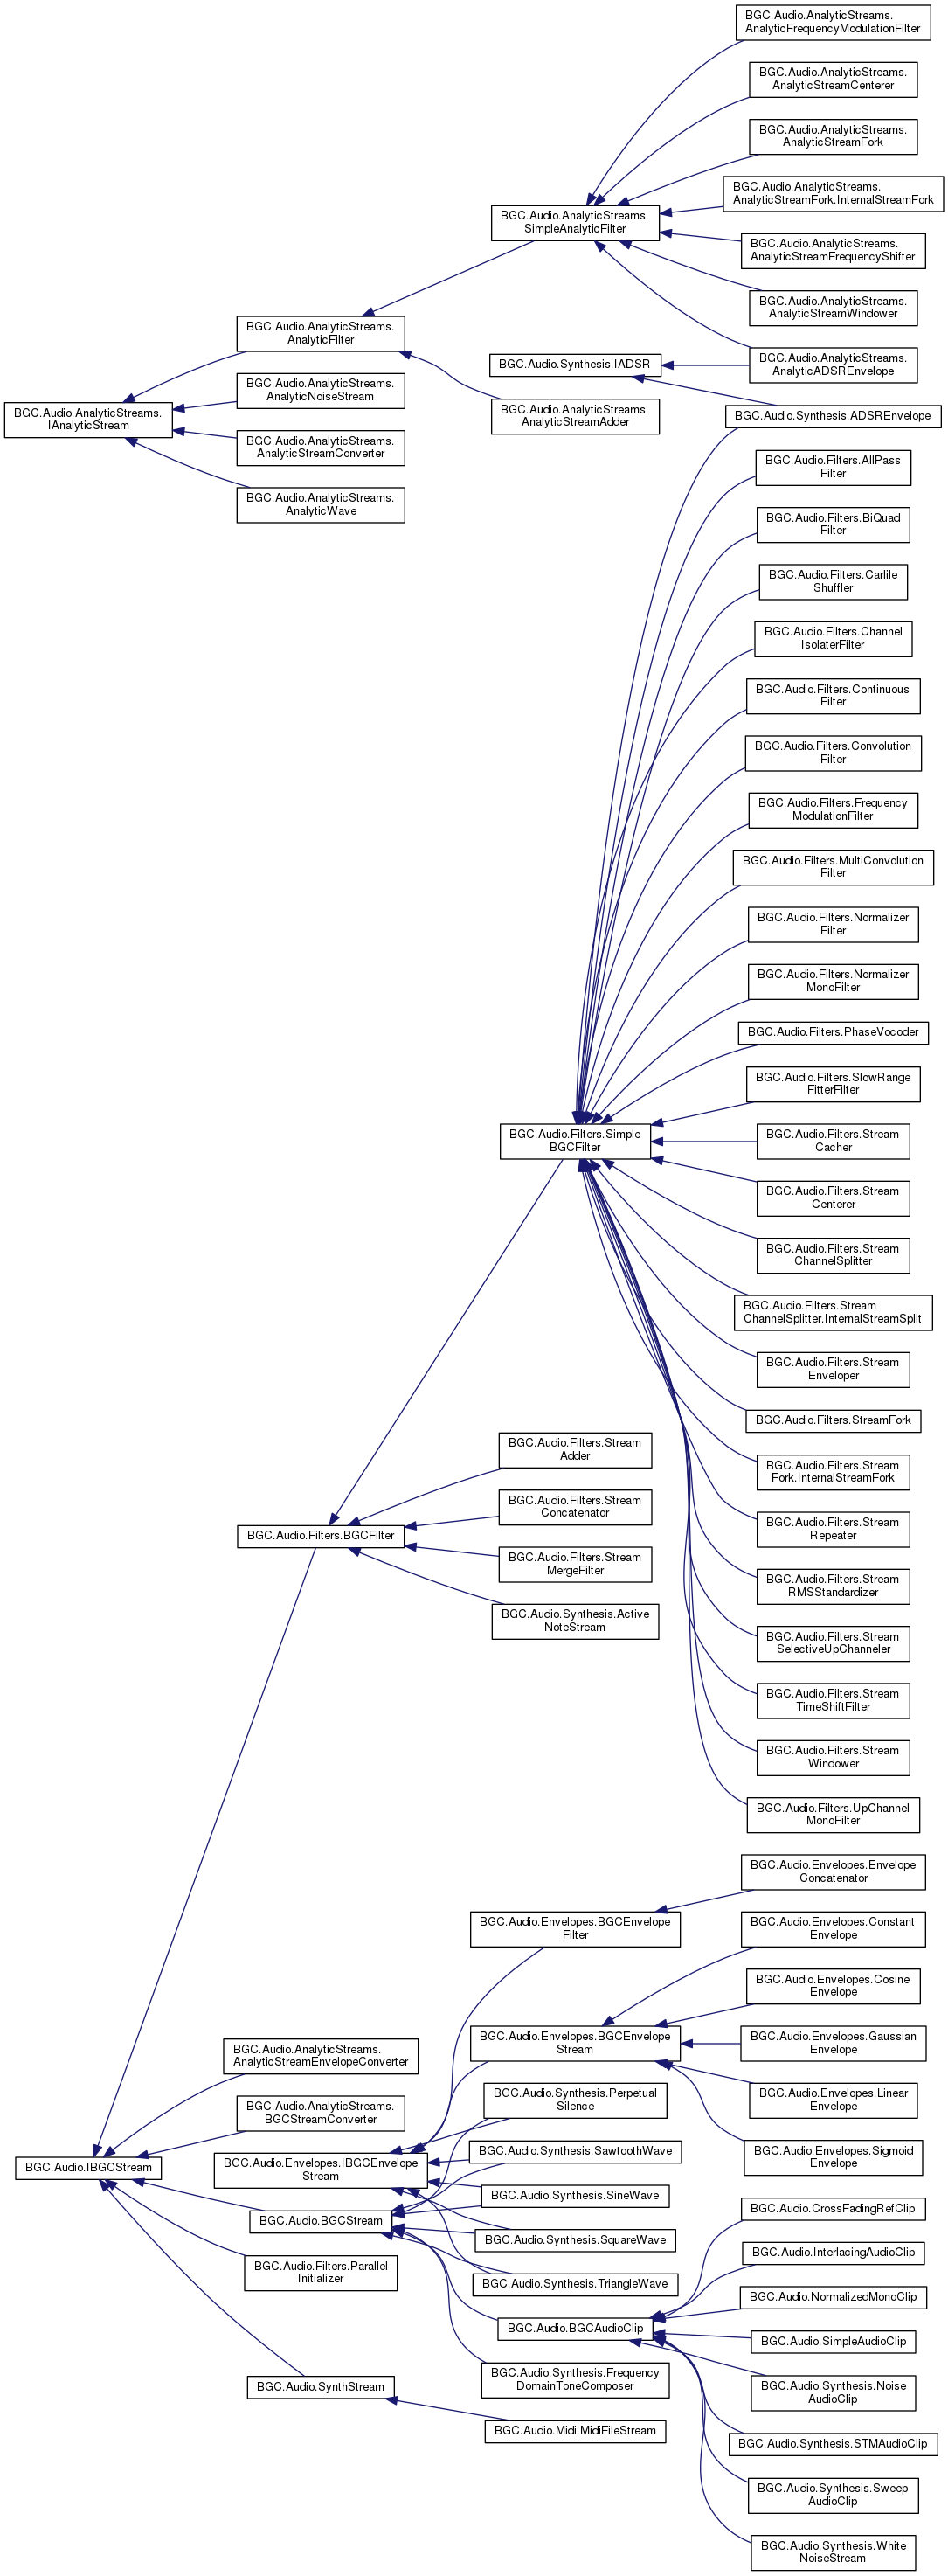 BGC.Audio.AnalyticStreams.
AnalyticFrequencyModulationFilter
BGC.Audio.AnalyticStreams.
AnalyticStreamCenterer
BGC.Audio.AnalyticStreams.
AnalyticStreamFork
BGC.Audio.AnalyticStreams.
AnalyticStreamFork.InternalStreamFork
BGC.Audio.AnalyticStreams.
SimpleAnalyticFilter
BGC.Audio.AnalyticStreams.
AnalyticStreamFrequencyShifter
BGC.Audio.AnalyticStreams.
AnalyticStreamWindower
BGC.Audio.AnalyticStreams.
AnalyticFilter
BGC.Audio.Synthesis.IADSR
BGC.Audio.AnalyticStreams.
AnalyticADSREnvelope
BGC.Audio.AnalyticStreams.
AnalyticNoiseStream
BGC.Audio.AnalyticStreams.
IAnalyticStream
BGC.Audio.AnalyticStreams.
AnalyticStreamAdder
BGC.Audio.Synthesis.ADSREnvelope
BGC.Audio.AnalyticStreams.
AnalyticStreamConverter
BGC.Audio.AnalyticStreams.
AnalyticWave
BGC.Audio.Filters.AllPass
Filter
BGC.Audio.Filters.BiQuad
Filter
BGC.Audio.Filters.Carlile
Shuffler
BGC.Audio.Filters.Channel
IsolaterFilter
BGC.Audio.Filters.Continuous
Filter
BGC.Audio.Filters.Convolution
Filter
BGC.Audio.Filters.Frequency
ModulationFilter
BGC.Audio.Filters.MultiConvolution
Filter
BGC.Audio.Filters.Normalizer
Filter
BGC.Audio.Filters.Normalizer
MonoFilter
BGC.Audio.Filters.PhaseVocoder
BGC.Audio.Filters.SlowRange
FitterFilter
BGC.Audio.Filters.Simple
BGCFilter
BGC.Audio.Filters.Stream
Cacher
BGC.Audio.Filters.Stream
Centerer
BGC.Audio.Filters.Stream
ChannelSplitter
BGC.Audio.Filters.Stream
ChannelSplitter.InternalStreamSplit
BGC.Audio.Filters.Stream
Enveloper
BGC.Audio.Filters.StreamFork
BGC.Audio.Filters.Stream
Adder
BGC.Audio.Filters.Stream
Fork.InternalStreamFork
BGC.Audio.Filters.Stream
Concatenator
BGC.Audio.Filters.BGCFilter
BGC.Audio.Filters.Stream
Repeater
BGC.Audio.Filters.Stream
MergeFilter
BGC.Audio.Filters.Stream
RMSStandardizer
BGC.Audio.Synthesis.Active
NoteStream
BGC.Audio.Filters.Stream
SelectiveUpChanneler
BGC.Audio.Filters.Stream
TimeShiftFilter
BGC.Audio.Filters.Stream
Windower
BGC.Audio.Filters.UpChannel
MonoFilter
BGC.Audio.Envelopes.Envelope
Concatenator
BGC.Audio.Envelopes.BGCEnvelope
Filter
BGC.Audio.Envelopes.Constant
Envelope
BGC.Audio.Envelopes.Cosine
Envelope
BGC.Audio.Envelopes.BGCEnvelope
Stream
BGC.Audio.Envelopes.Gaussian
Envelope
BGC.Audio.AnalyticStreams.
AnalyticStreamEnvelopeConverter
BGC.Audio.Envelopes.Linear
Envelope
BGC.Audio.Synthesis.Perpetual
Silence
BGC.Audio.AnalyticStreams.
BGCStreamConverter
BGC.Audio.Envelopes.Sigmoid
Envelope
BGC.Audio.Synthesis.SawtoothWave
BGC.Audio.IBGCStream
BGC.Audio.Envelopes.IBGCEnvelope
Stream
BGC.Audio.Synthesis.SineWave
BGC.Audio.CrossFadingRefClip
BGC.Audio.BGCStream
BGC.Audio.Synthesis.SquareWave
BGC.Audio.InterlacingAudioClip
BGC.Audio.Filters.Parallel
Initializer
BGC.Audio.Synthesis.TriangleWave
BGC.Audio.NormalizedMonoClip
BGC.Audio.BGCAudioClip
BGC.Audio.SimpleAudioClip
BGC.Audio.Synthesis.Frequency
DomainToneComposer
BGC.Audio.SynthStream
BGC.Audio.Synthesis.Noise
AudioClip
BGC.Audio.Midi.MidiFileStream
BGC.Audio.Synthesis.STMAudioClip
BGC.Audio.Synthesis.Sweep
AudioClip
BGC.Audio.Synthesis.White
NoiseStream